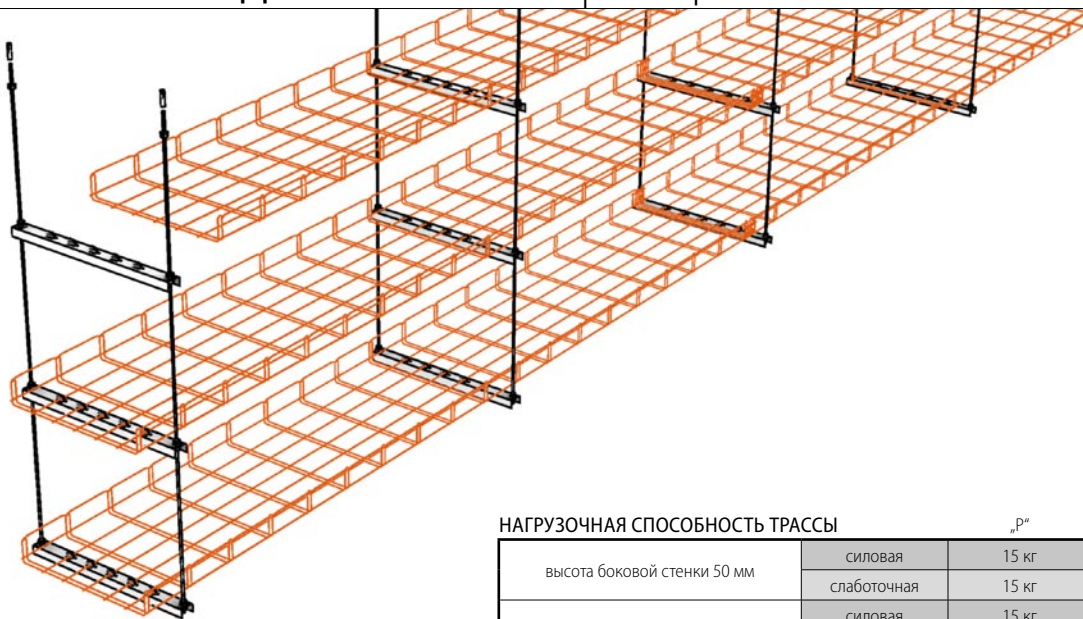 НАГРУЗОЧНАЯ СПОСОБНОСТЬ ТРАССЫ „P“
высота боковой стенки 50 мм
силовая 15 кг
слаботочная 15 кг
силовая 15 кг